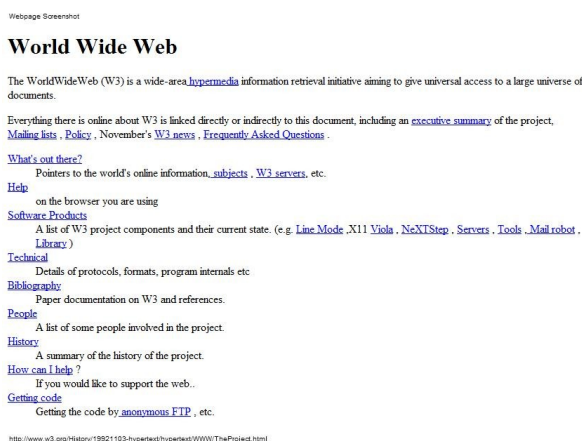 Webpage Screenshot
World Wide Web
The WorldWideWeb (W3) is a wide-area hypermedia information retrieval initiative aiming to give universal access to a large universe of
documents.
Everything there is online about W3 is linked directly or indirectly to this document, including an executive summary of the project,
Mailing lists , Policy , November's W3 news , Frequently Asked Questions .
What's out there?
Pointers to the world's online information, subjects , W3 servers, etc.
Help
on the browser you are using
Software Products
A list of W3 project components and their current state. (e.g. Line Mode ,X11 Viola , NeXTStep , Servers , Tools , Mail robot ,
Library )
Technical
Details of protocols, formats, program internals etc
Bibliography
Paper documentation on W3 and references.
People
A list of some people involved in the project.
History
A summary of the history of the project.
How can I help ?
If you would like to support the web..
Getting code
Getting the code by anonymous FTP , etc.
http://www.w3.org/History/19921103-hypertext/hypertext/WWW/TheProject.html